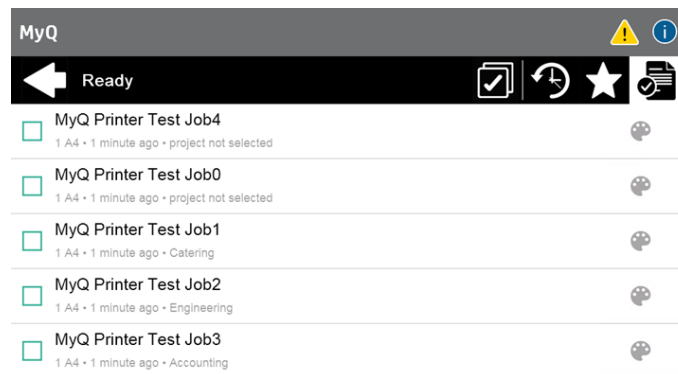 MyQ
Ready
MyQ Printer Test Job4
1 A4 • 1 minute ago • project not selected
MyQ Printer Test Job0
1 A4 • 1 minute ago • project not selected
MyQ Printer Test Job1
1 A4 • 1 minute ago • Catering
MyQ Printer Test Job2
1 A4 • 1 minute ago • Engineering
MyQ Printer Test Job3
1 A4 • 1 minute ago • Accounting